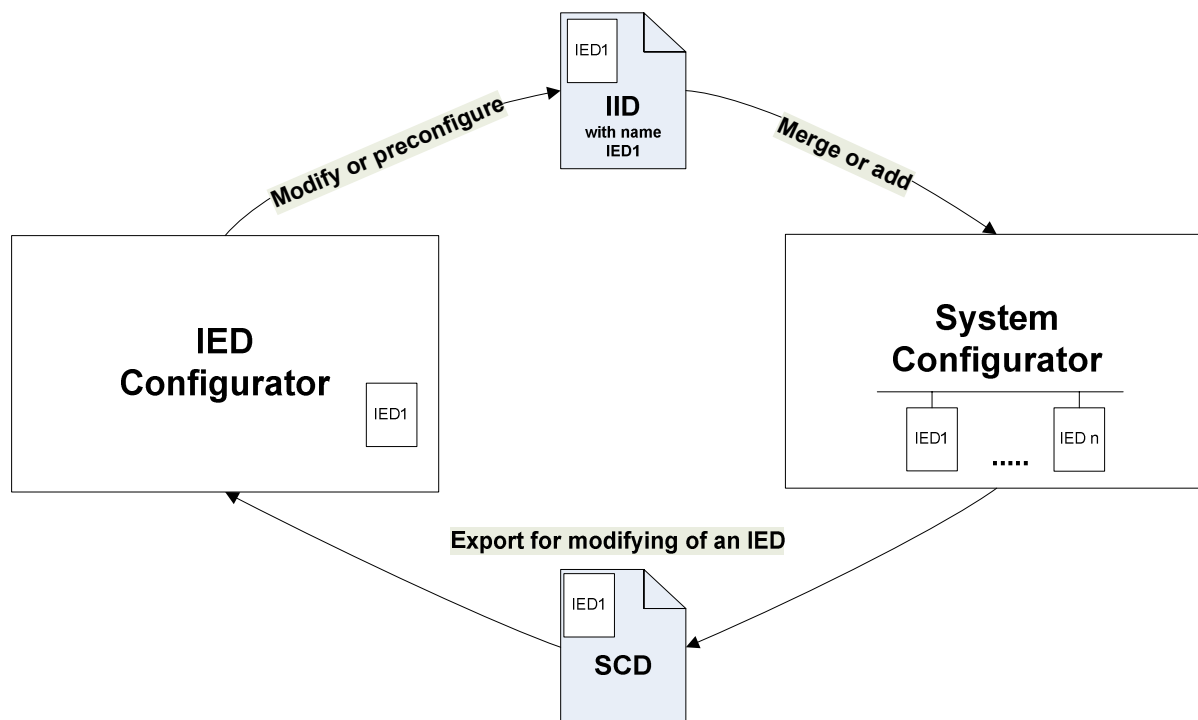 IED1
IID
with name
IED1
Modify or preconfigure
Merge or add
IED
Configurator
IED1
System
Configurator
IED1
.....
IED n
Export for modifying of an IED
IED1
SCD